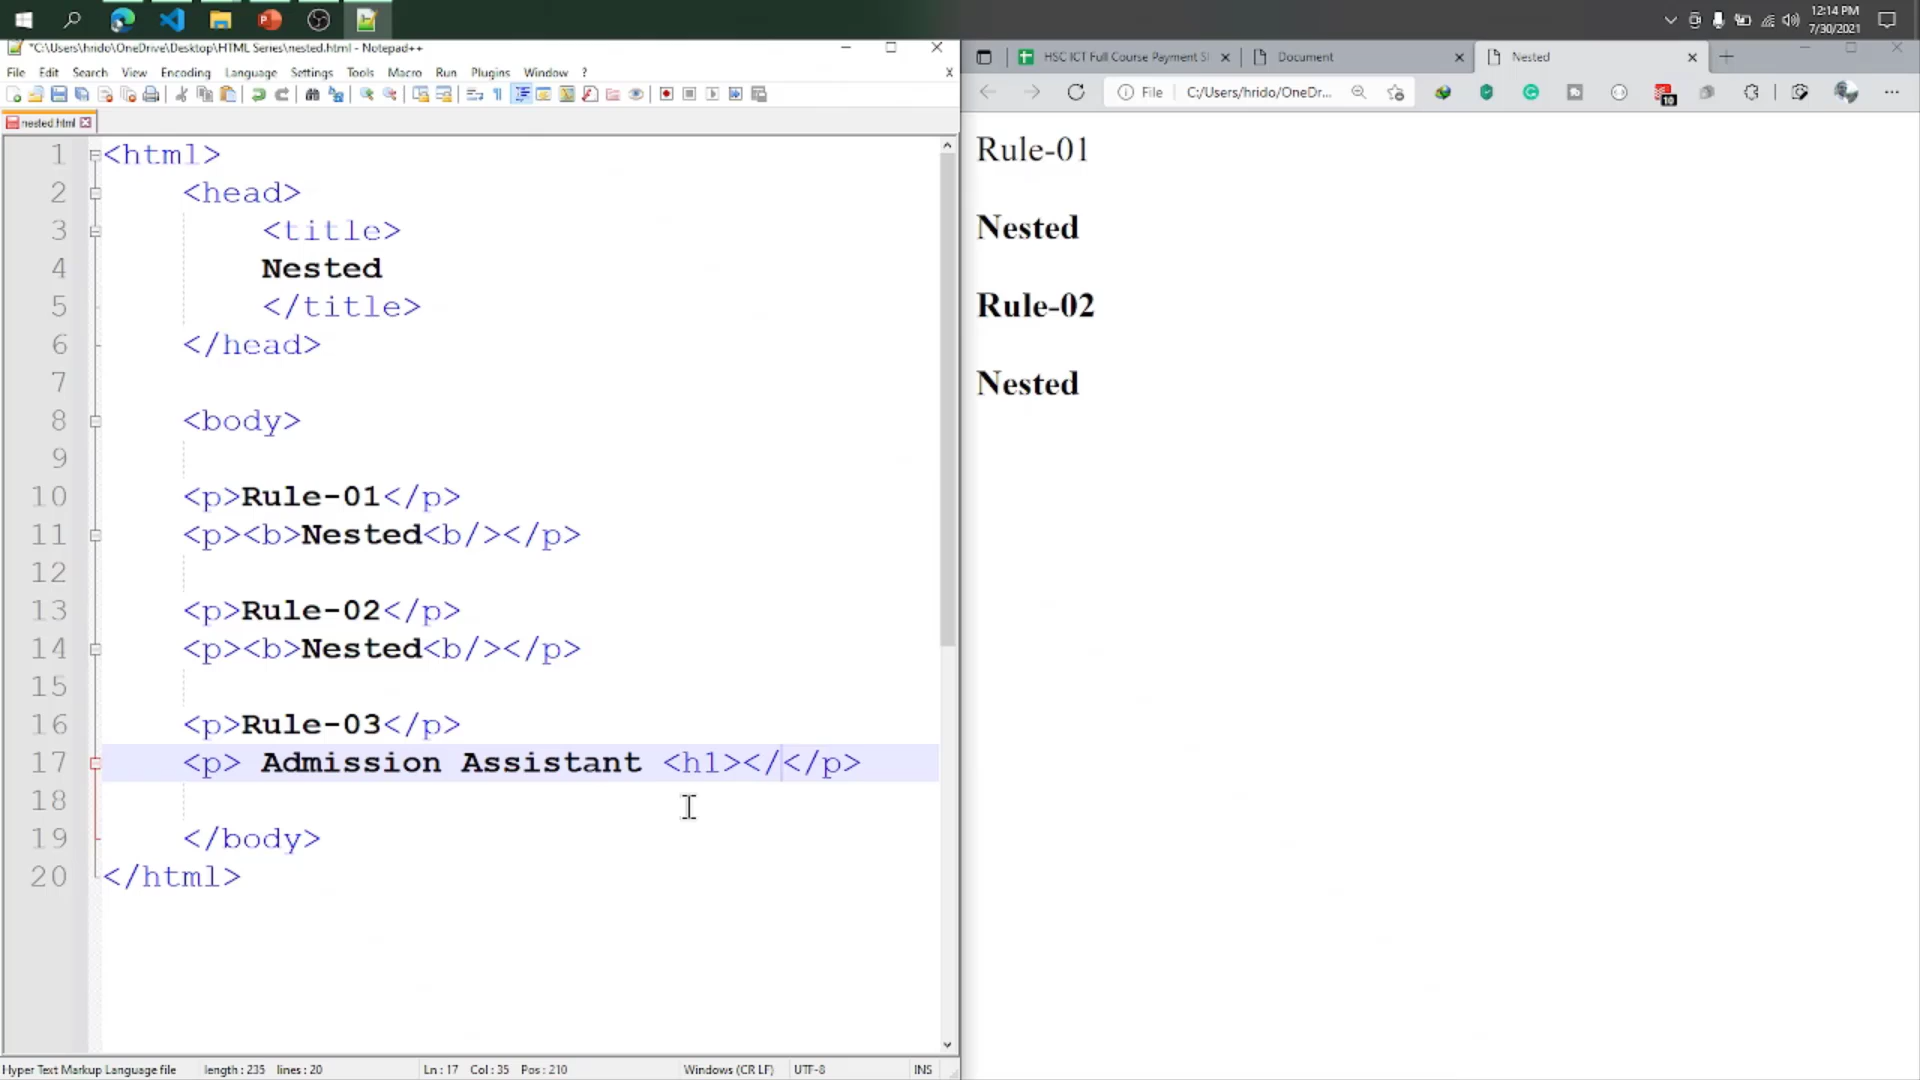 12:14 PM
7/30/2021
*C:\Users\hrido\OneDrive\Desktop\HTML Series\nested.html - Notepad++
File Edit Search View Encoding Language Settings Tools Macro Run Plugins Window ? X
nested.html
1 <html>
2 <head>
3 <title>
4 Nested
5 </title>
6 </head>
7
8 <body>
9
10 <p>Rule-01</p>
11 <p><b>Nested<b/></p>
12
13 <p>Rule-02</p>
14 <p><b>Nested<b/></p>
15
16 <p>Rule-03</p>
17 <p> Admission Assistant <h1></</p>
18
19 </body>
20 </html>
Hyper Text Markup Language file length : 235 lines : 20 Ln : 17 Col : 35 Pos : 210 Windows (CR LF) UTF-8 INS
HSC ICT Full Course Payment Sl
Document
Nested
File C:/Users/hrido/OneDr...
10
Rule-01
Nested
Rule-02
Nested